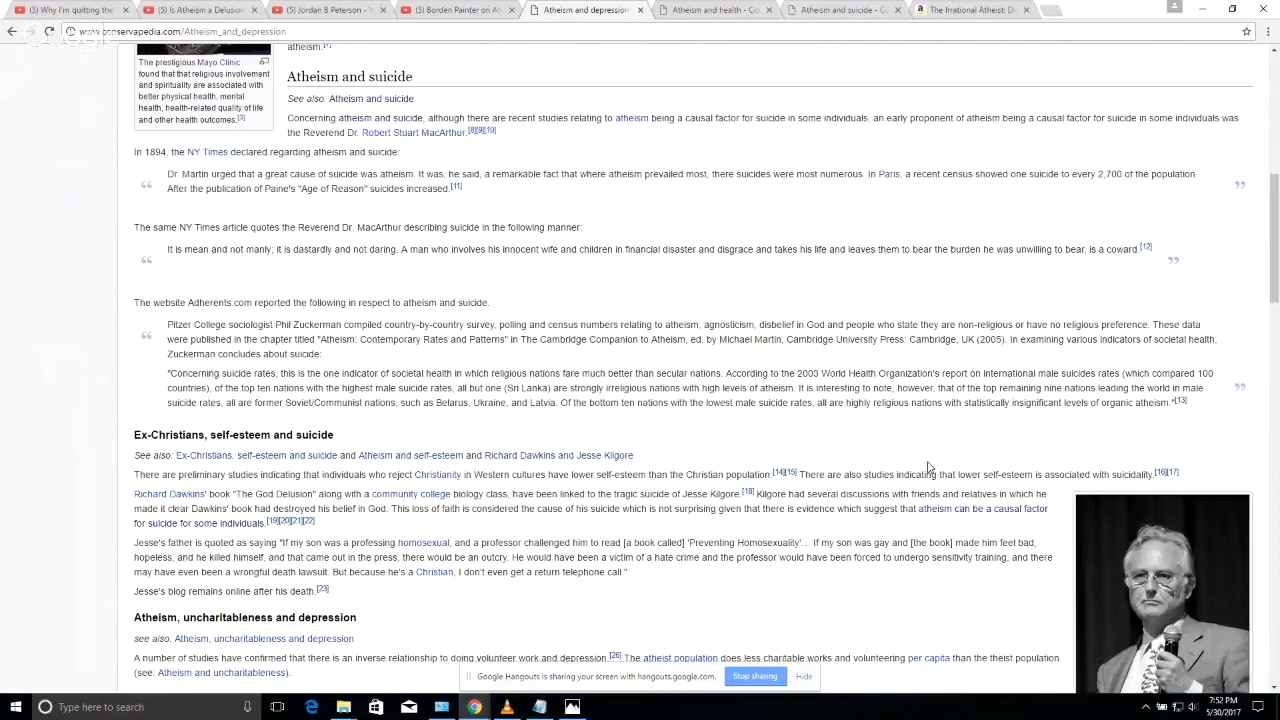 (5) Why I'm quitting the
(5) Is Atheism a Delusion
(5) Jordan B Peterson - V
(5) Borden Painter on Ath
Atheism and depression
Atheism and health - Con
Atheism and suicide - Con
The Irrational Atheist: D
www.conservapedia.com/Atheism_and_depression
The prestigious Mayo Clinic
found that that religious involvement
and spirituality are associated with
better physical health, mental
health, health-related quality of life
and other health outcomes.[3]
atheism.[7]
Atheism and suicide
See also: Atheism and suicide
Concerning atheism and suicide, although there are recent studies relating to atheism being a causal factor for suicide in some individuals, an early proponent of atheism being a causal factor for suicide in some individuals was
the Reverend Dr. Robert Stuart MacArthur.[8][9][10]
In 1894, the NY Times declared regarding atheism and suicide:
“ Dr. Martin urged that a great cause of suicide was atheism. It was, he said, a remarkable fact that where atheism prevailed most, there suicides were most numerous. In Paris, a recent census showed one suicide to every 2,700 of the population.
After the publication of Paine's "Age of Reason" suicides increased.[11] ”
The same NY Times article quotes the Reverend Dr. MacArthur describing suicide in the following manner:
“ It is mean and not manly; it is dastardly and not daring. A man who involves his innocent wife and children in financial disaster and disgrace and takes his life and leaves them to bear the burden he was unwilling to bear, is a coward.[12] ”
The website Adherents.com reported the following in respect to atheism and suicide:
“ Pitzer College sociologist Phil Zuckerman compiled country-by-country survey, polling and census numbers relating to atheism, agnosticism, disbelief in God and people who state they are non-religious or have no religious preference. These data
were published in the chapter titled "Atheism: Contemporary Rates and Patterns" in The Cambridge Companion to Atheism, ed. by Michael Martin, Cambridge University Press: Cambridge, UK (2005). In examining various indicators of societal health,
Zuckerman concludes about suicide:
"Concerning suicide rates, this is the one indicator of societal health in which religious nations fare much better than secular nations. According to the 2003 World Health Organization's report on international male suicides rates (which compared 100
countries), of the top ten nations with the highest male suicide rates, all but one (Sri Lanka) are strongly irreligious nations with high levels of atheism. It is interesting to note, however, that of the top remaining nine nations leading the world in male
suicide rates, all are former Soviet/Communist nations, such as Belarus, Ukraine, and Latvia. Of the bottom ten nations with the lowest male suicide rates, all are highly religious nations with statistically insignificant levels of organic atheism."[13] ”
Ex-Christians, self-esteem and suicide
See also: Ex-Christians, self-esteem and suicide and Atheism and self-esteem and Richard Dawkins and Jesse Kilgore
There are preliminary studies indicating that individuals who reject Christianity in Western cultures have lower self-esteem than the Christian population.[14][15] There are also studies indicating that lower self-esteem is associated with suicidality.[16][17]
Richard Dawkins' book "The God Delusion" along with a community college biology class, have been linked to the tragic suicide of Jesse Kilgore.[18] Kilgore had several discussions with friends and relatives in which he
made it clear Dawkins' book had destroyed his belief in God. This loss of faith is considered the cause of his suicide which is not surprising given that there is evidence which suggest that atheism can be a causal factor
for suicide for some individuals.[19][20][21][22]
Jesse's father is quoted as saying "If my son was a professing homosexual, and a professor challenged him to read [a book called] 'Preventing Homosexuality'… If my son was gay and [the book] made him feel bad,
hopeless, and he killed himself, and that came out in the press, there would be an outcry. He would have been a victim of a hate crime and the professor would have been forced to undergo sensitivity training, and there
may have even been a wrongful death lawsuit. But because he's a Christian, I don't even get a return telephone call."
Jesse's blog remains online after his death.[23]
Atheism, uncharitableness and depression
see also: Atheism, uncharitableness and depression
A number of studies have confirmed that there is an inverse relationship to doing volunteer work and depression.[26] The atheist population does less charitable works and volunteering per capita than the theist population
(see: Atheism and uncharitableness).
Google Hangouts is sharing your screen with hangouts.google.com.
Stop sharing
Hide
Type here to search
7:52 PM
5/30/2017